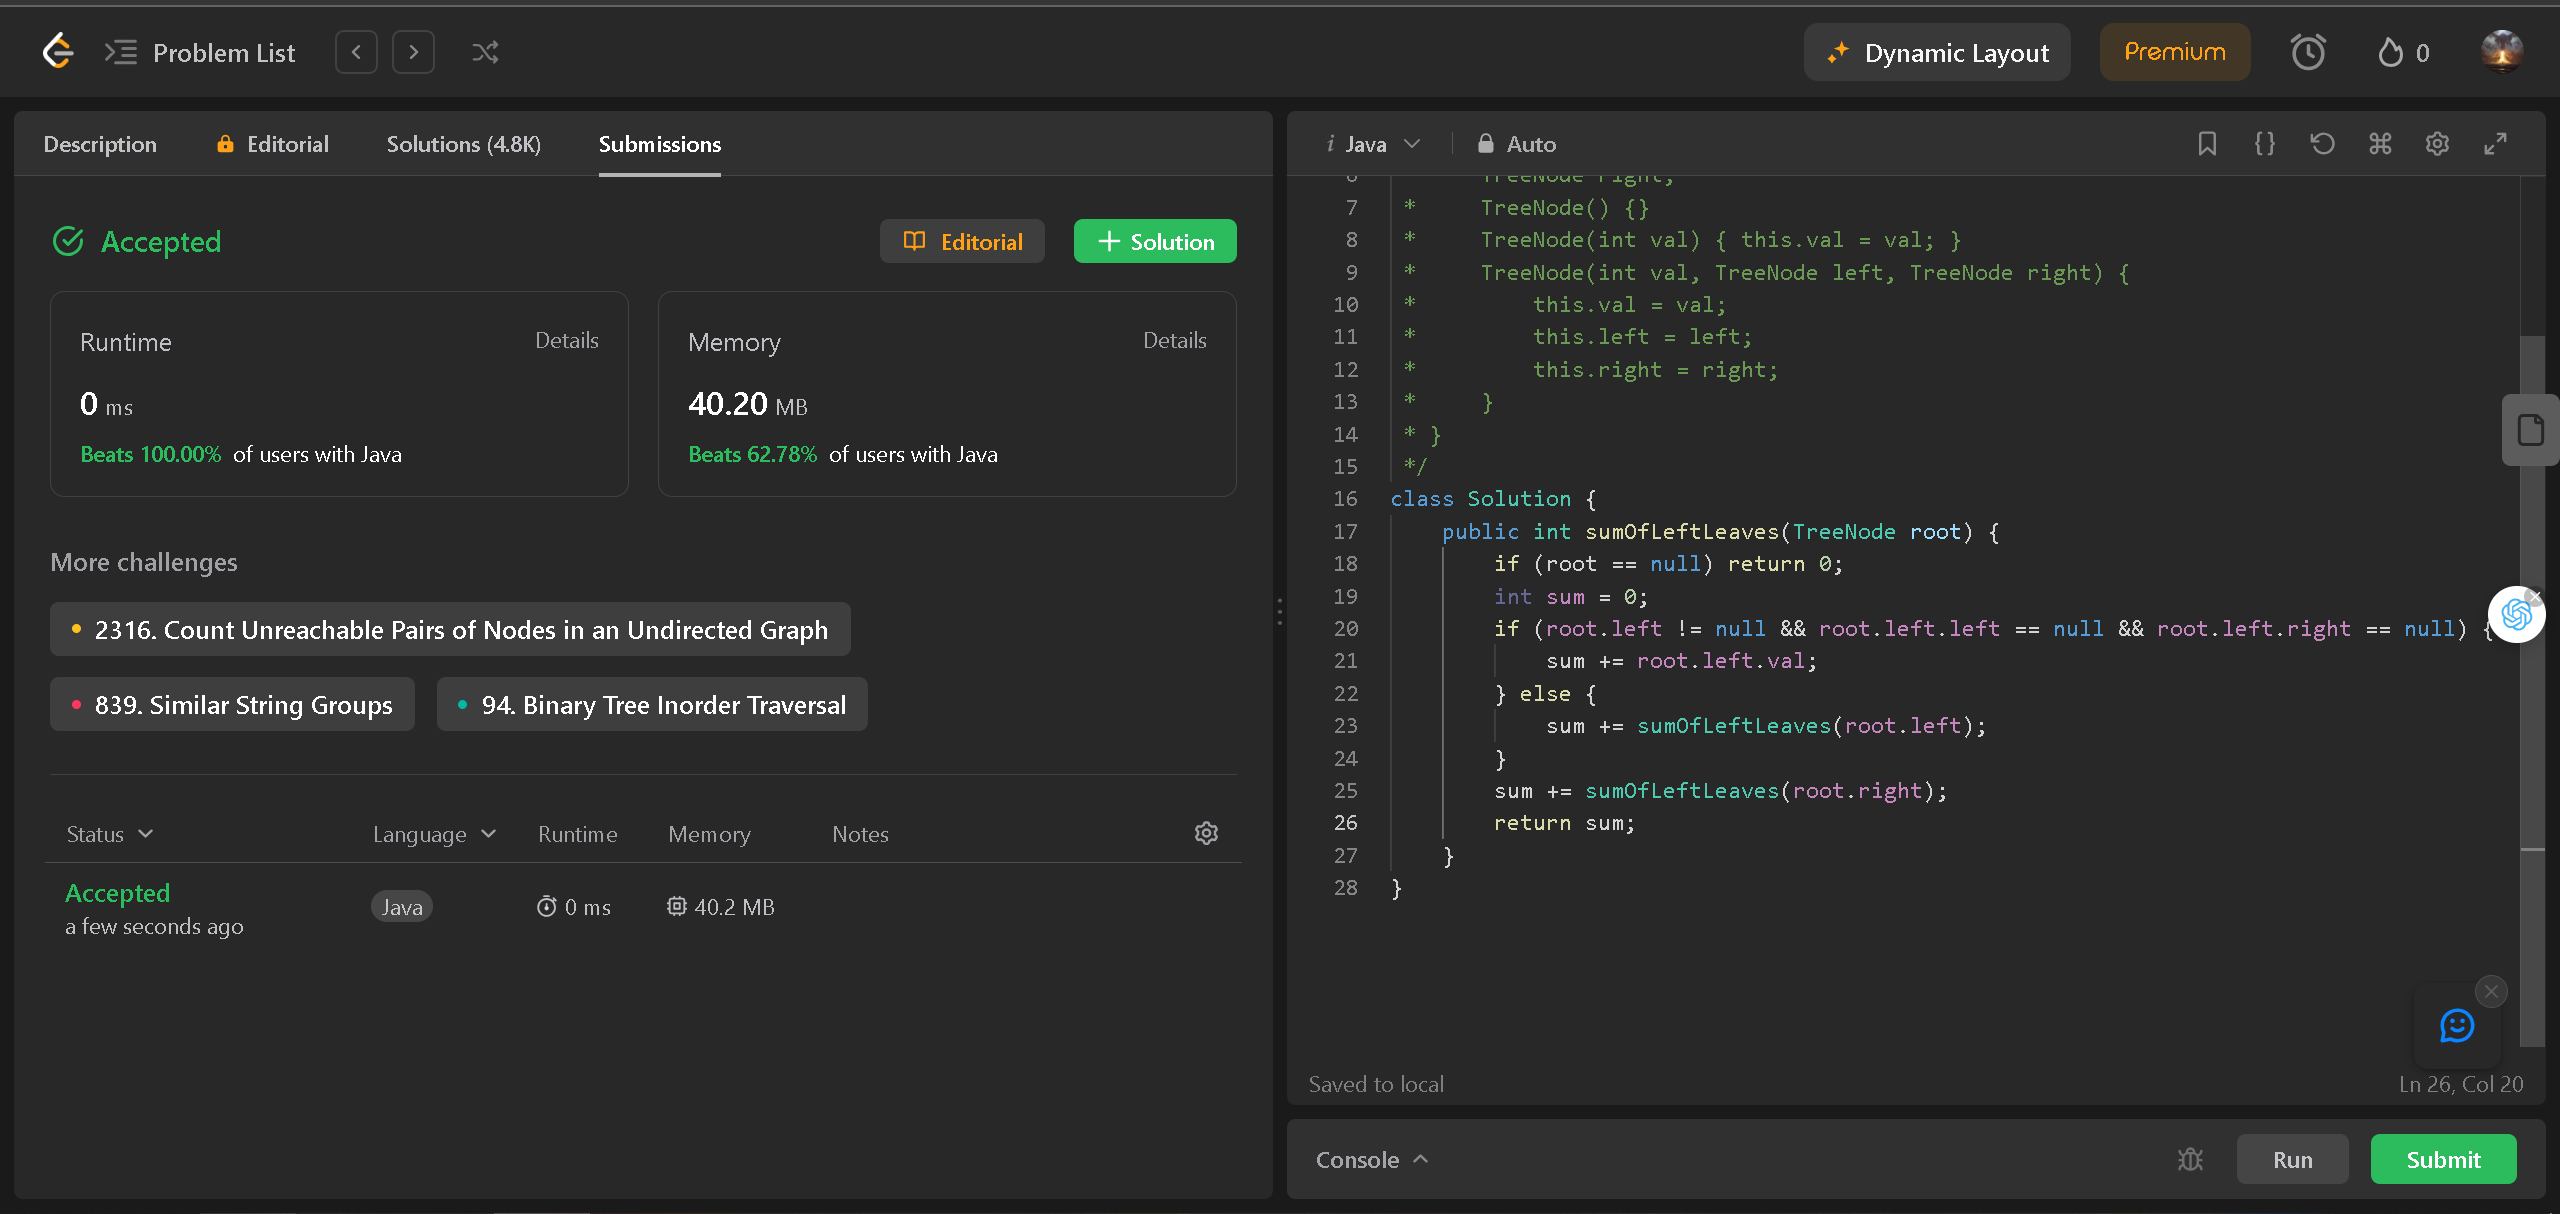 Problem List
Dynamic Layout
Premium
0
Description
Editorial
Solutions (4.8K)
Submissions
Accepted
Editorial
Solution
Runtime
Details
0 ms
Beats 100.00% of users with Java
Memory
Details
40.20 MB
Beats 62.78% of users with Java
More challenges
2316. Count Unreachable Pairs of Nodes in an Undirected Graph
839. Similar String Groups
94. Binary Tree Inorder Traversal
Status Language Runtime Memory Notes
Accepted
a few seconds ago
Java
0 ms
40.2 MB
i Java
Auto
6 TreeNode right;
7 * TreeNode() {}
8 * TreeNode(int val) { this.val = val; }
9 * TreeNode(int val, TreeNode left, TreeNode right) {
10 * this.val = val;
11 * this.left = left;
12 * this.right = right;
13 * }
14 * }
15 */
16 class Solution {
17 public int sumOfLeftLeaves(TreeNode root) {
18 if (root == null) return 0;
19 int sum = 0;
20 if (root.left != null && root.left.left == null && root.left.right == null) {
21 sum += root.left.val;
22 } else {
23 sum += sumOfLeftLeaves(root.left);
24 }
25 sum += sumOfLeftLeaves(root.right);
26 return sum;
27 }
28 }
Saved to local
Ln 26, Col 20
Console
Run
Submit